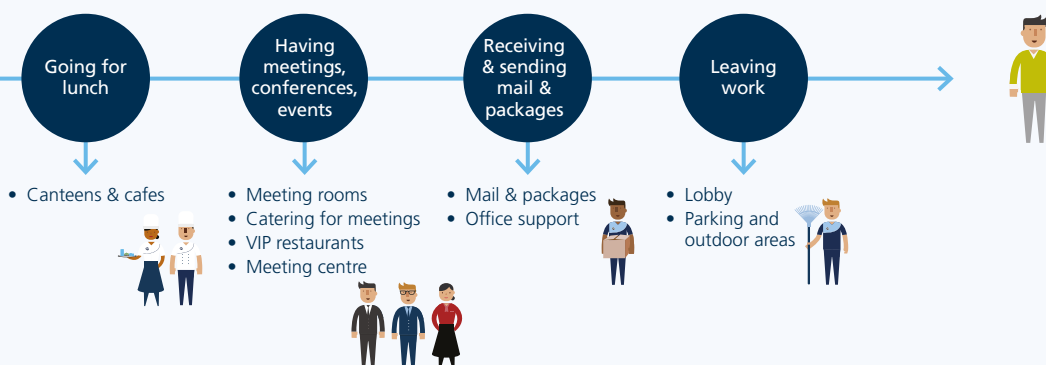 Going for
lunch
Having
meetings,
conferences,
events
Receiving
& sending
mail &
packages
Leaving
work
• Canteens & cafes
• Meeting rooms
• Catering for meetings
• VIP restaurants
• Meeting centre
• Mail & packages
• Office support
• Lobby
• Parking and
outdoor areas